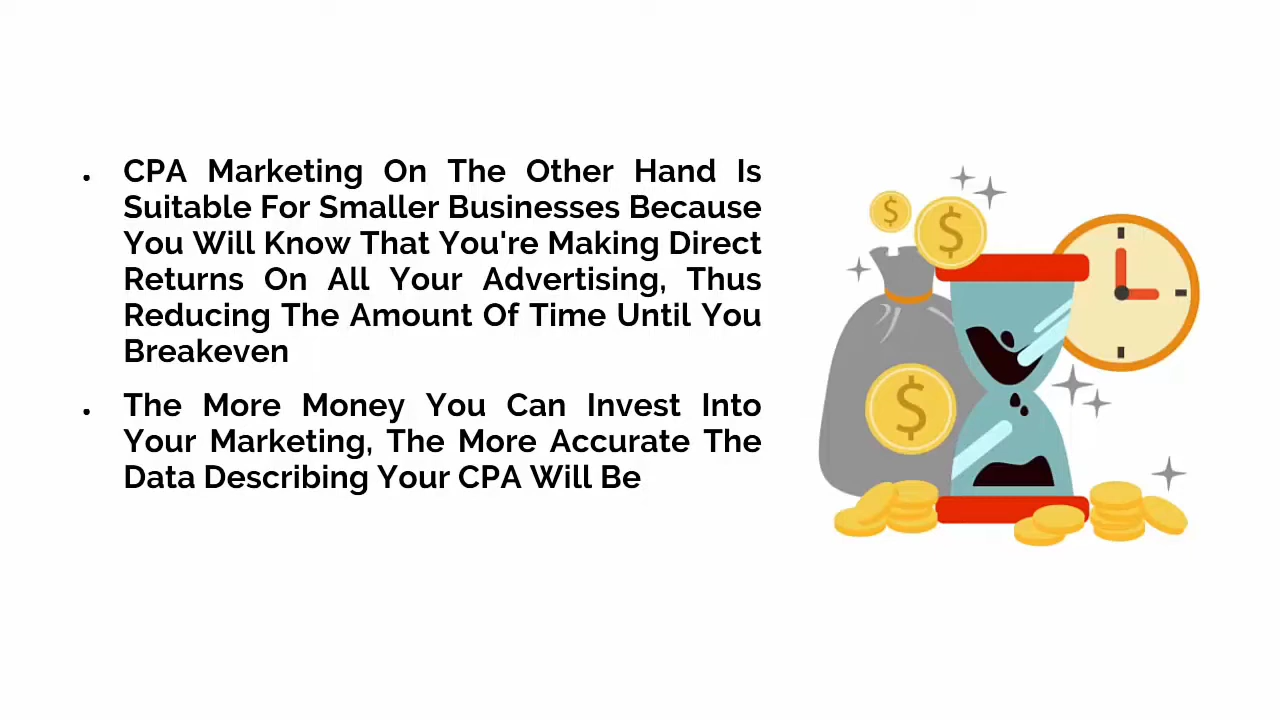 CPA Marketing On The Other Hand Is
Suitable For Smaller Businesses Because
You Will Know That You're Making Direct
Returns On All Your Advertising, Thus
Reducing The Amount Of Time Until You
Breakeven
The More Money You Can Invest Into
Your Marketing, The More Accurate The
Data Describing Your CPA Will Be
$
$
$